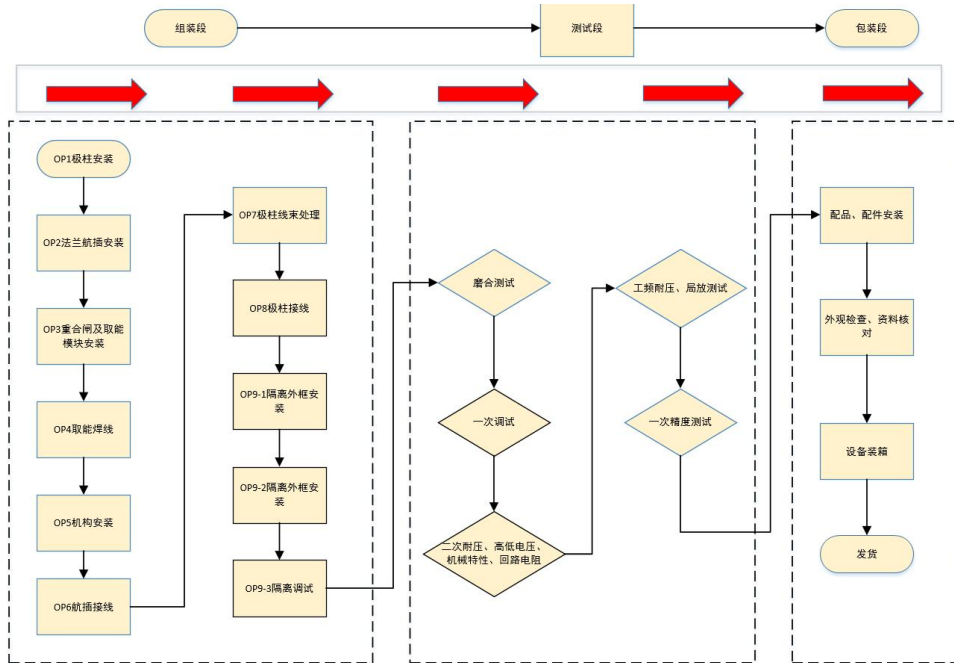 组装段
测试段
包装段
OP1极柱安装
OP2法兰航插安装
OP3重合闸及取能
模块安装
OP4取能焊线
OP5机构安装
OP6航插接线
OP7极柱线束处理
OP8极柱接线
OP9-1隔离外框安
装
OP9-2隔离外框安
装
OP9-3隔离调试
磨合测试
一次调试
二次耐压、高低电压、
机械特性、回路电阻
工频耐压、局放测试
一次精度测试
配品、配件安装
外观检查、资料核
对
设备装箱
发货